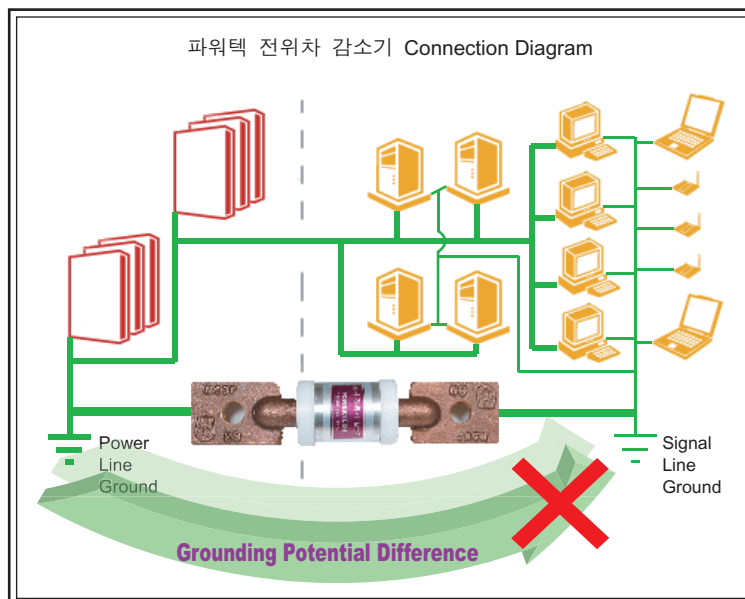 파워텍 전위차 감소기 Connection Diagram
Power
Line
Ground
Signal
Line
Ground
Grounding Potential Difference